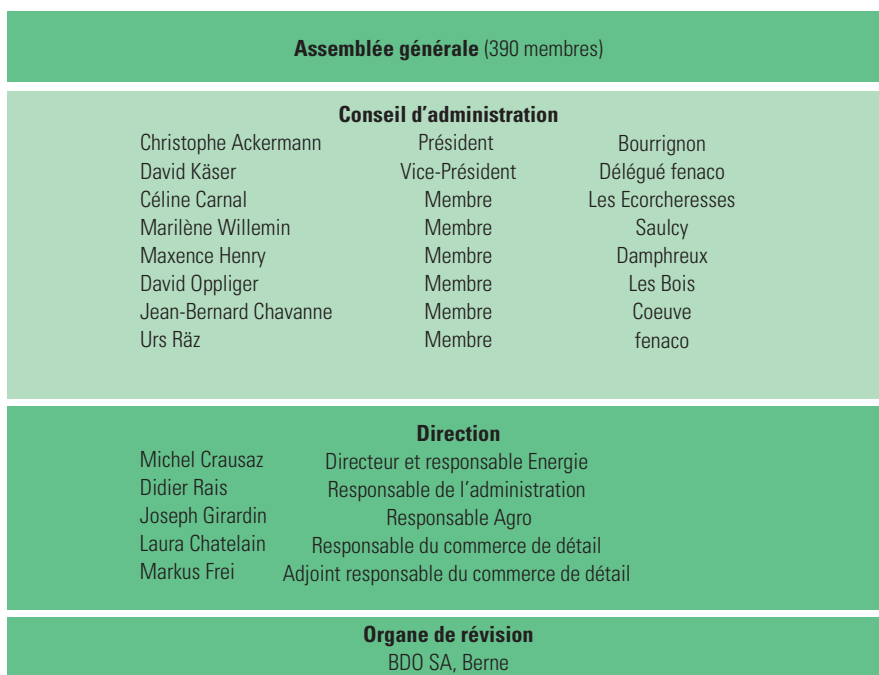 Assemblée générale (390 membres)
Conseil d'administration
Christophe Ackermann Président Bourrignon
David Käser Vice-Président Délégué fenaco
Céline Carnal Membre Les Ecorcheresses
Marilène Willemin Membre Saulcy
Maxence Henry Membre Damphreux
David Oppliger Membre Les Bois
Jean-Bernard Chavanne Membre Coeuve
Urs Räz Membre fenaco
Direction
Michel Crausaz Directeur et responsable Energie
Didier Rais Responsable de l'administration
Joseph Girardin Responsable Agro
Laura Chatelain Responsable du commerce de détail
Markus Frei Adjoint responsable du commerce de détail
Organe de révision
BDO SA, Berne